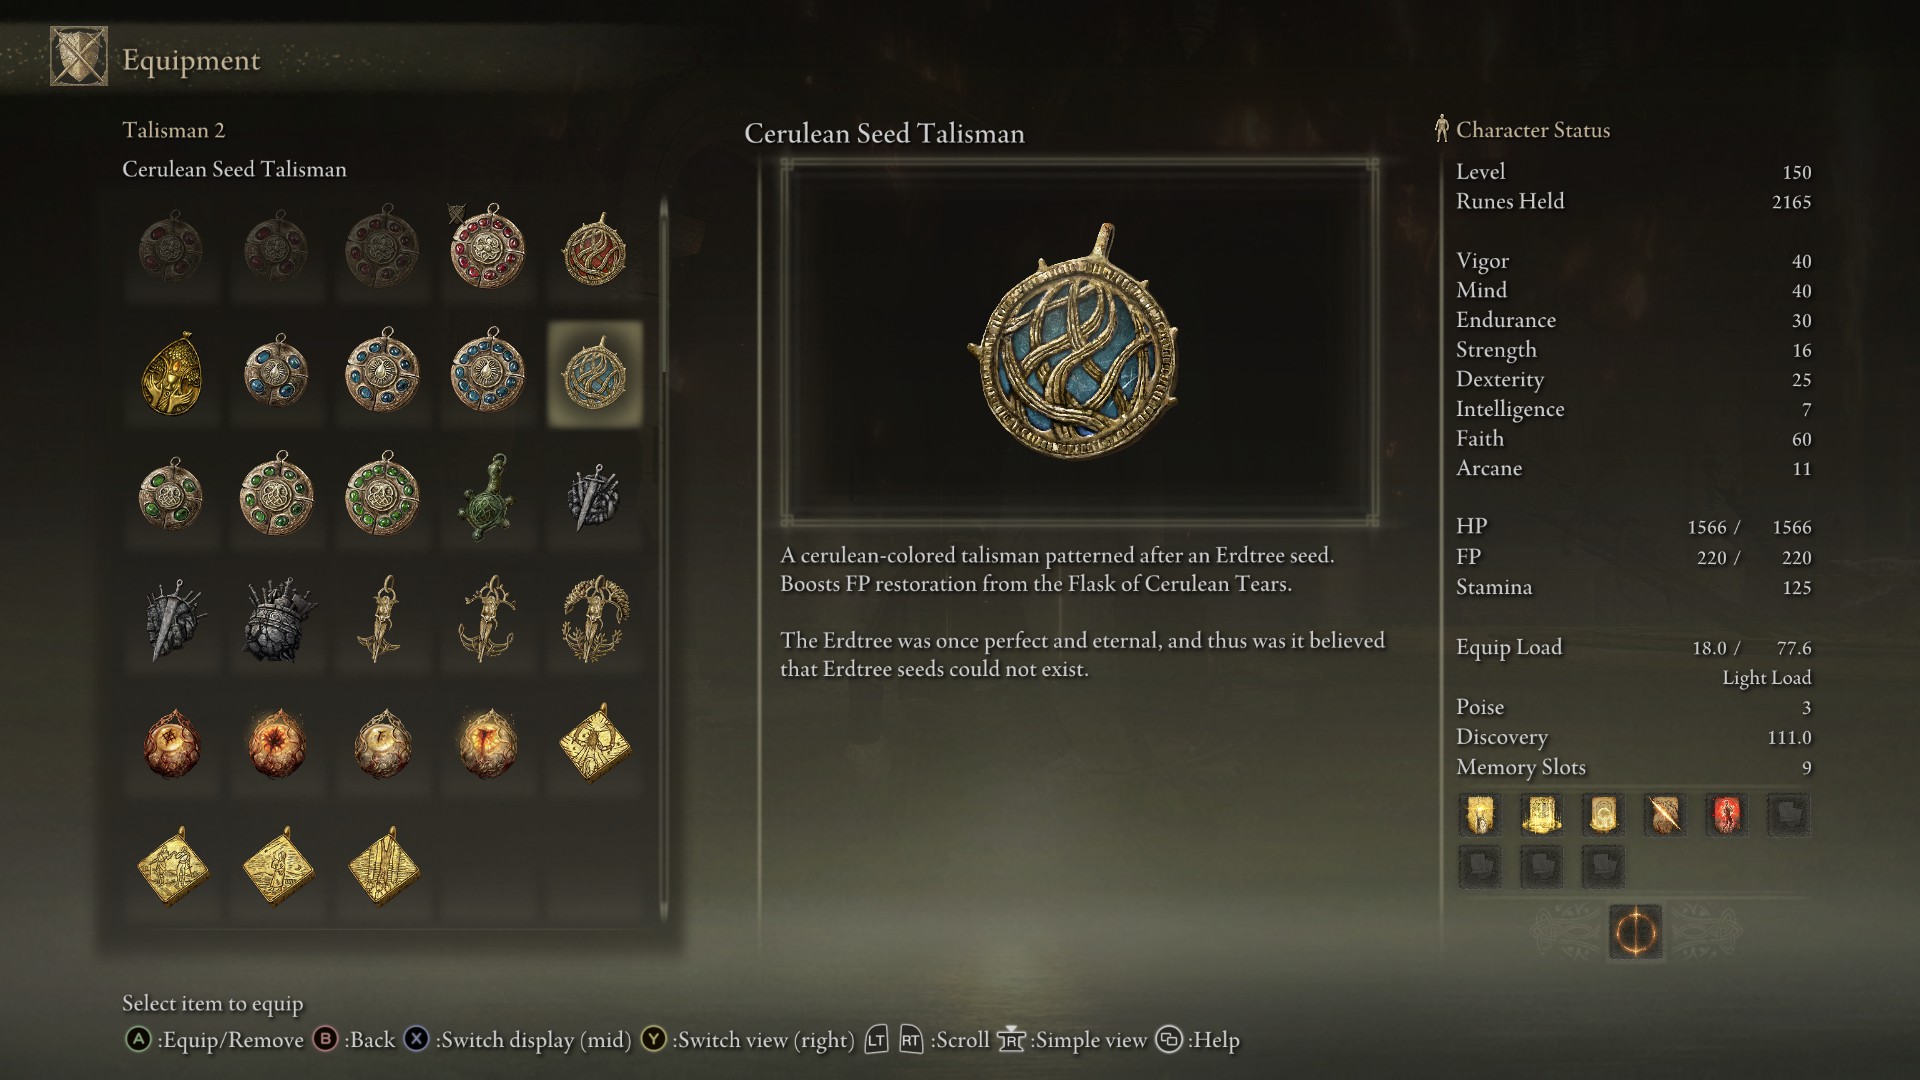 Equipment
Talisman 2
Cerulean Seed Talisman
Cerulean Seed Talisman
A cerulean-colored talisman patterned after an Erdtree seed.
Boosts FP restoration from the Flask of Cerulean Tears.
The Erdtree was once perfect and eternal, and thus was it believed
that Erdtree seeds could not exist.
Character Status
Level 150
Runes Held 2165
Vigor 40
Mind 40
Endurance 30
Strength 16
Dexterity 25
Intelligence 7
Faith 60
Arcane 11
HP 1566 / 1566
FP 220 / 220
Stamina 125
Equip Load 18.0 / 77.6
Light Load
Poise 3
Discovery 111.0
Memory Slots 9
Select item to equip
A :Equip/Remove B :Back X :Switch display (mid) Y :Switch view (right) LT RT :Scroll R :Simple view :Help